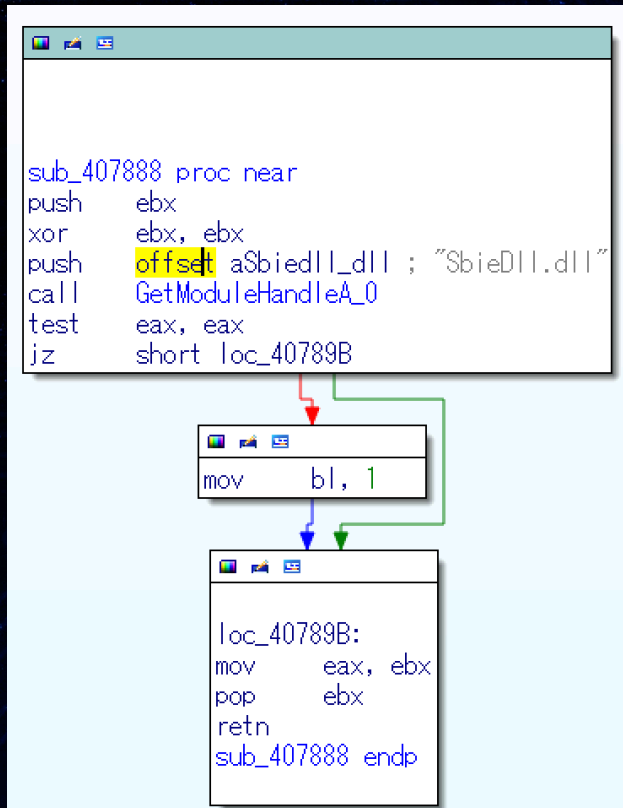 sub_407888 proc near
push ebx
xor ebx, ebx
push offset aSbiedll_dll ; "SbieDll.dll"
call GetModuleHandleA_0
test eax, eax
jz short loc_40789B
mov bl, 1
loc_40789B:
mov eax, ebx
pop ebx
retn
sub_407888 endp